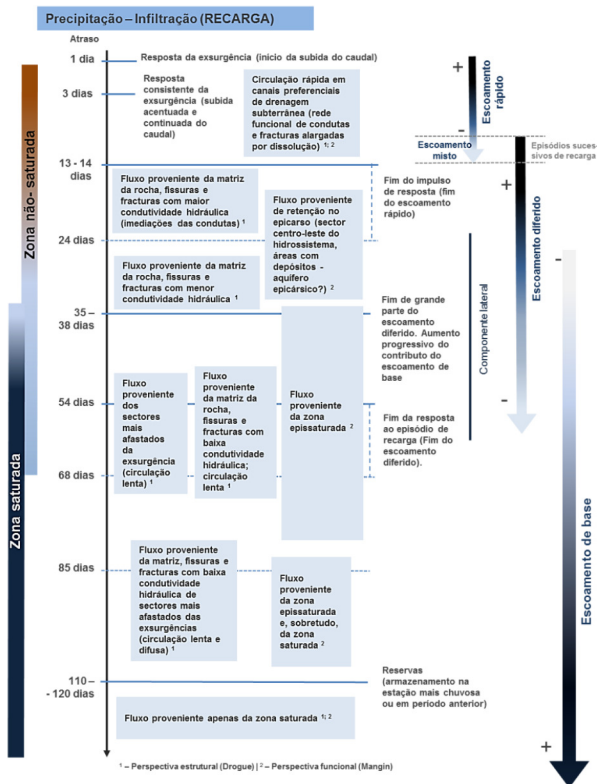 Precipitação – Infiltração (RECARGA)
Atraso
1 dia
Resposta da exsurgência (início da subida do caudal)
3 dias
Resposta
consistente da
exsurgência (subida
acentuada e
continuada do
caudal)
Circulação rápida em
canais preferenciais
de drenagem
subterrânea (rede
funcional de condutas
e fracturas alargadas
por dissolução) ¹; ²
+
Escoamento
rápido
-
Escoamento
misto
Episódios suces-
sivos de recarga
13 - 14
dias
Fluxo proveniente da matriz
da rocha, fissuras e
fracturas com maior
condutividade hidráulica
(imediações das condutas) ¹
Fluxo proveniente
de retenção no
epicarso (sector
centro-leste do
hidrossistema,
áreas com
depósitos -
aquífero
epicársico?) ²
Fim do impulso
de resposta (fim
do escoamento
rápido)
+
Escoamento diferido
-
24 dias
Fluxo proveniente da matriz
da rocha, fissuras e
fracturas com menor
condutividade hidráulica ¹
Componente lateral
-
35 –
38 dias
Fim de grande
parte do
escoamento
diferido. Aumento
progressivo do
contributo do
escoamento de
base
54 dias
Fluxo
proveniente
dos
sectores
mais
afastados
da
exsurgência
(circulação
lenta) ¹
Fluxo proveniente
da matriz da rocha,
fissuras e
fracturas com
baixa
condutividade
hidráulica;
circulação
lenta ¹
Fluxo
proveniente
da zona
epissaturada ²
Fim da resposta
ao episódio de
recarga (Fim do
escoamento
diferido).
68 dias
85 dias
Fluxo proveniente
da matriz, fissuras e
fracturas com baixa
condutividade
hidráulica de
sectores mais
afastados das
exsurgências
(circulação lenta e
difusa) ¹
Fluxo
proveniente
da zona
epissaturada
e, sobretudo,
da zona
saturada ²
Escoamento de base
110 –
- 120 dias
Reservas
(armazenamento na
estação mais chuvosa
ou em período anterior)
Fluxo proveniente apenas da zona saturada ¹; ²
+
Zona não- saturada
Zona saturada
¹ – Perspectiva estrutural (Drogue) | ² – Perspectiva funcional (Mangin)